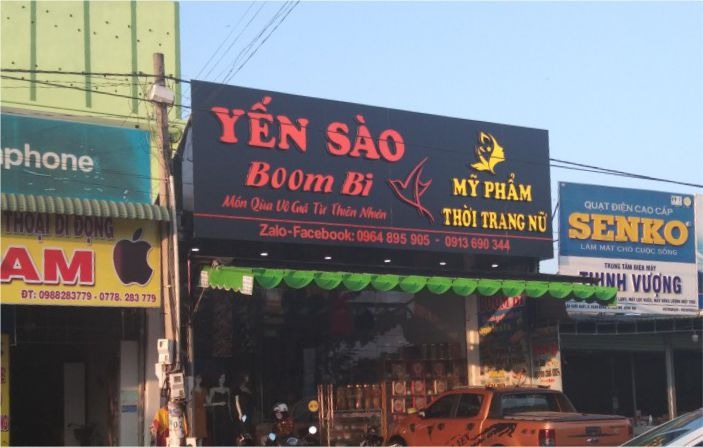 phone
THOẠI DI ĐỘNG
AM
ĐT: 0988283779 - 0778. 283 779
YẾN SÀO
Boom Bi
Món Qùa Vô Giá Từ Thiên Nhên
MỸ PHẨM
THỜI TRANG NỮ
Zalo-Facebook: 0964 895 905 - 0913 690 344
QUẠT ĐIỆN CAO CẤP
SENKO
LÀM MÁT CHO CUỘC SỐNG
TRUNG TÂM ĐIỆN MÁY
THỊNH VƯỢNG